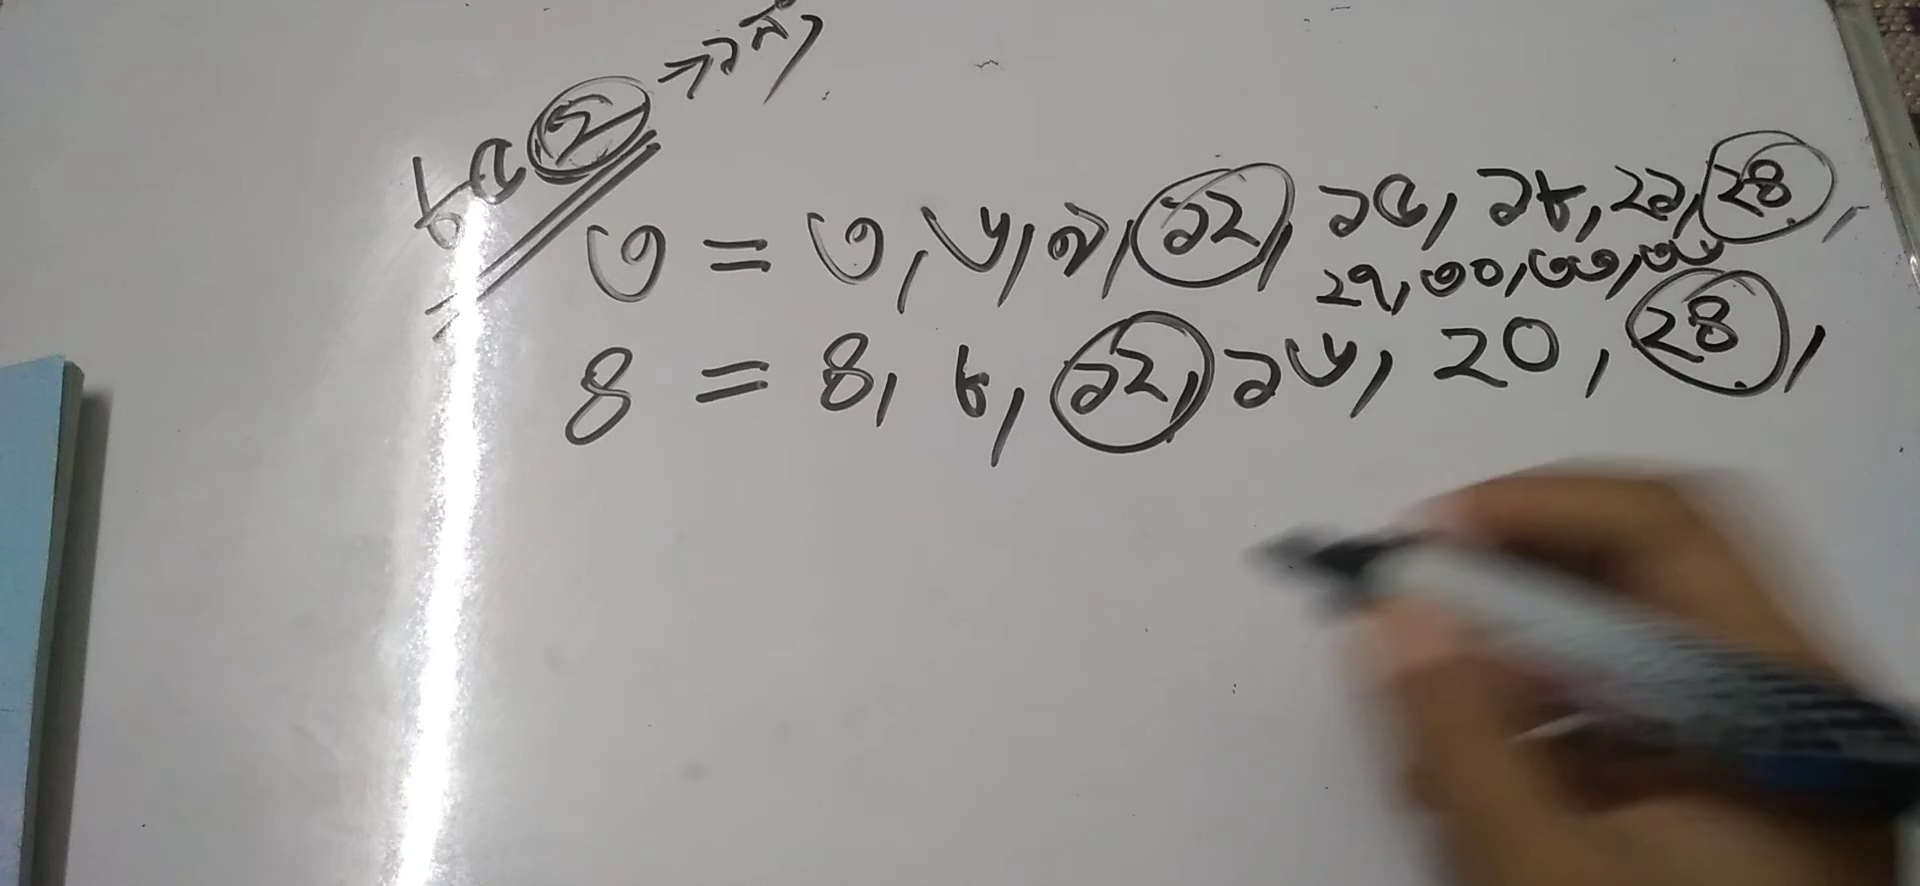 ৮৫২
৩ = ৩, ৬, ৯, ১২, ১৫, ১৮, ২১, ২৪,
২৭, ৩০, ৩৩, ৩৬
৪ = ৪, ৮, ১২, ১৬, ২০, ২৪,